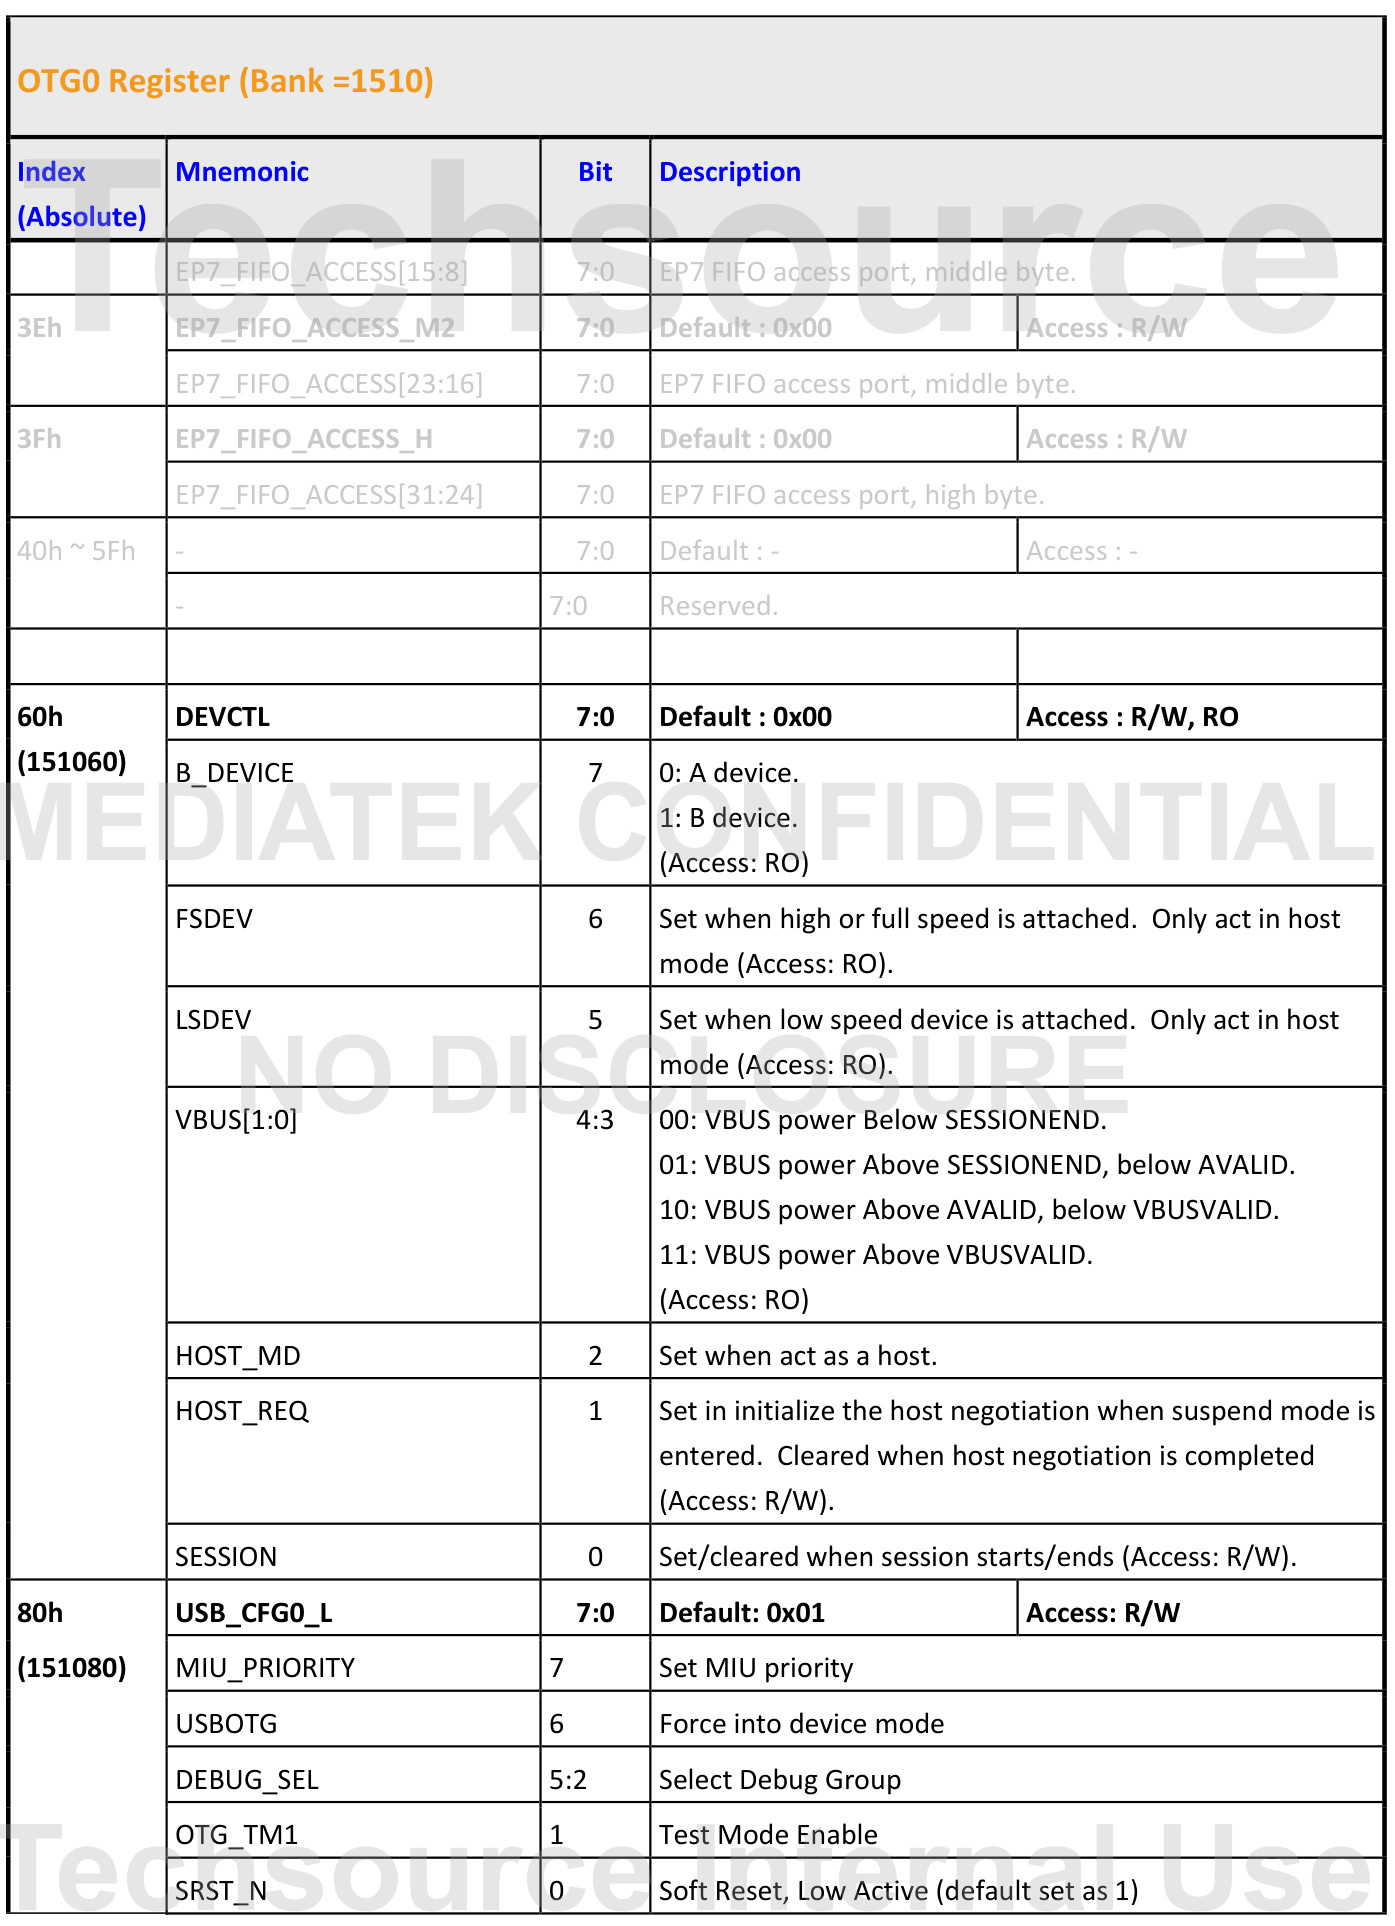 OTG0 Register (Bank =1510)
Index
(Absolute)
Mnemonic
Bit
Description
EP7_FIFO_ACCESS[15:8] 7:0 EP7 FIFO access port, middle byte.
3Eh EP7_FIFO_ACCESS_M2 7:0 Default : 0x00 Access : R/W
EP7_FIFO_ACCESS[23:16] 7:0 EP7 FIFO access port, middle byte.
3Fh EP7_FIFO_ACCESS_H 7:0 Default : 0x00 Access : R/W
EP7_FIFO_ACCESS[31:24] 7:0 EP7 FIFO access port, high byte.
40h ~ 5Fh - 7:0 Default : - Access : -
- 7:0 Reserved.
60h
(151060)
DEVCTL 7:0 Default : 0x00 Access : R/W, RO
B_DEVICE 7 0: A device.
1: B device.
(Access: RO)
FSDEV 6 Set when high or full speed is attached.  Only act in host
mode (Access: RO).
LSDEV 5 Set when low speed device is attached.  Only act in host
mode (Access: RO).
VBUS[1:0] 4:3 00: VBUS power Below SESSIONEND.
01: VBUS power Above SESSIONEND, below AVALID.
10: VBUS power Above AVALID, below VBUSVALID.
11: VBUS power Above VBUSVALID.
(Access: RO)
HOST_MD 2 Set when act as a host.
HOST_REQ 1 Set in initialize the host negotiation when suspend mode is
entered.  Cleared when host negotiation is completed
(Access: R/W).
SESSION 0 Set/cleared when session starts/ends (Access: R/W).
80h USB_CFG0_L 7:0 Default: 0x01 Access: R/W
(151080) MIU_PRIORITY 7 Set MIU priority
USBOTG 6 Force into device mode
DEBUG_SEL 5:2 Select Debug Group
OTG_TM1 1 Test Mode Enable
SRST_N 0 Soft Reset, Low Active (default set as 1)
Techsource
MEDIATEK CONFIDENTIAL
NO DISCLOSURE
Techsource Internal Use